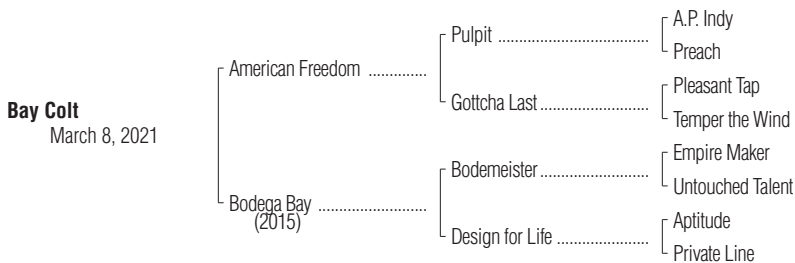 A.P. Indy
Pulpit ....................................
Preach
American Freedom ..............
Pleasant Tap
Gottcha Last..........................
Temper the Wind
Bay Colt
March 8, 2021
Empire Maker
Bodemeister..........................
Untouched Talent
Bodega Bay ..........................
(2015)
Aptitude
Design for Life ......................
Private Line